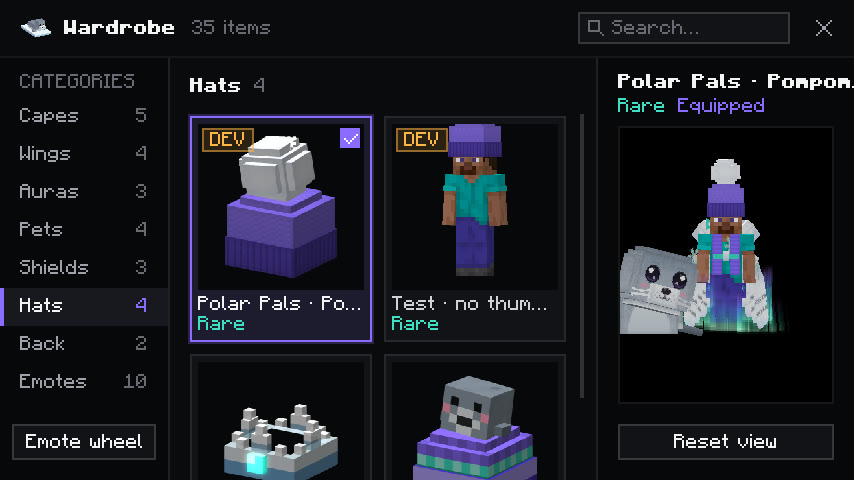 Wardrobe 35 items
Search...
CATEGORIES
Capes 5
Wings 4
Auras 3
Pets 4
Shields 3
Hats 4
Back 2
Emotes 10
Emote wheel
Hats 4
DEV
Polar Pals · Po...
Rare
DEV
Test · no thum...
Rare
Polar Pals · Pompom.
Rare Equipped
Reset view